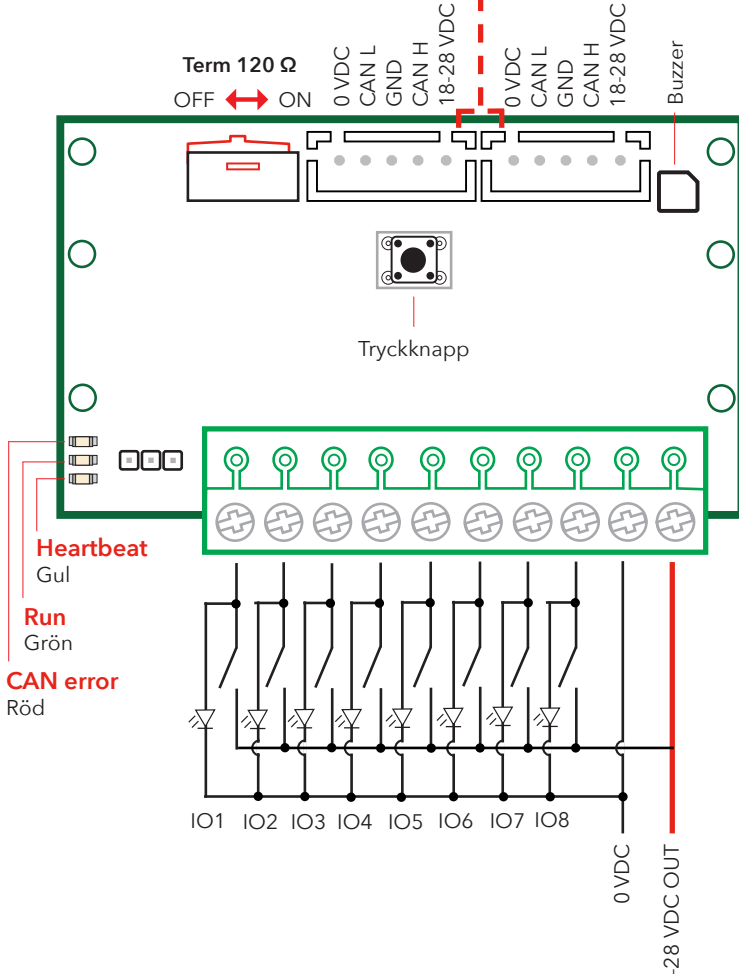 Term 120 Ω
OFF ON
0 VDC
CAN L
GND
CAN H
18-28 VDC
0 VDC
CAN L
GND
CAN H
18-28 VDC
Buzzer
Tryckknapp
Heartbeat
Gul
Run
Grön
CAN error
Röd
IO1 IO2 IO3 IO4 IO5 IO6 IO7 IO8
0 VDC
-28 VDC OUT